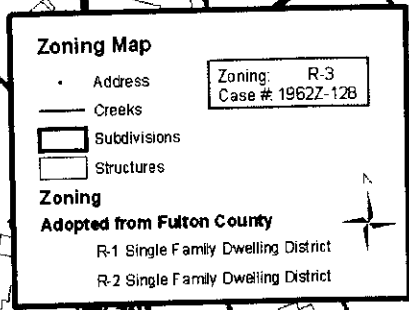 Zoning Map
Address
Creeks
Subdivisions
Structures
Zoning: R-3
Case #: 1962Z-128
Zoning
Adopted from Fulton County
R-1 Single Family Dwelling District
R-2 Single Family Dwelling District
N